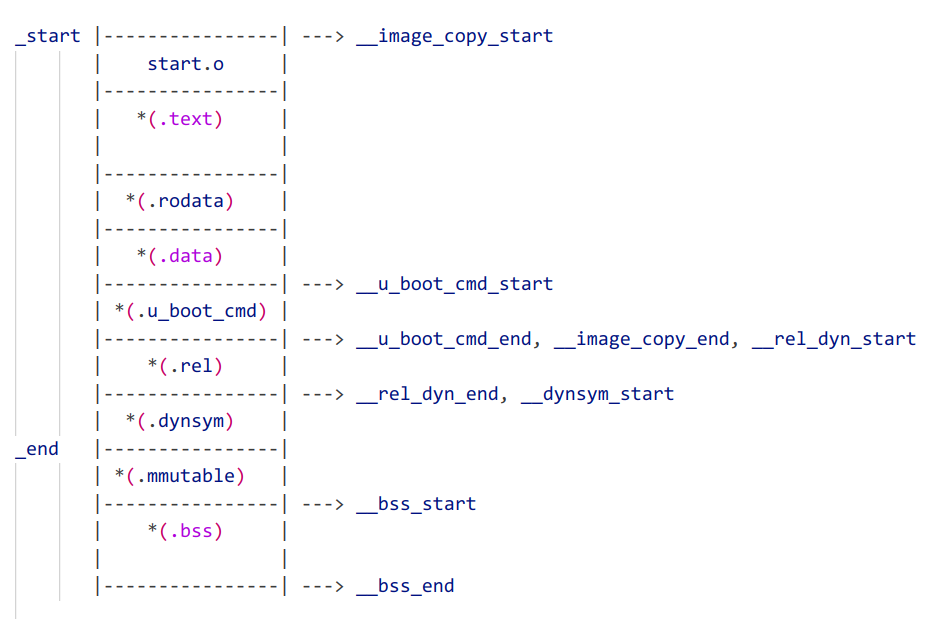 _start |----------------| ---> __image_copy_start
       |    start.o     |
       |----------------|
       |   *(.text)     |
       |                |
       |----------------|
       |  *(.rodata)    |
       |----------------|
       |   *(.data)     |
       |----------------| ---> __u_boot_cmd_start
       | *(.u_boot_cmd) |
       |----------------| ---> __u_boot_cmd_end, __image_copy_end, __rel_dyn_start
       |    *(.rel)     |
       |----------------| ---> __rel_dyn_end, __dynsym_start
       |  *(.dynsym)    |
_end   |----------------|
       | *(.mmutable)   |
       |----------------| ---> __bss_start
       |    *(.bss)     |
       |                |
       |----------------| ---> __bss_end